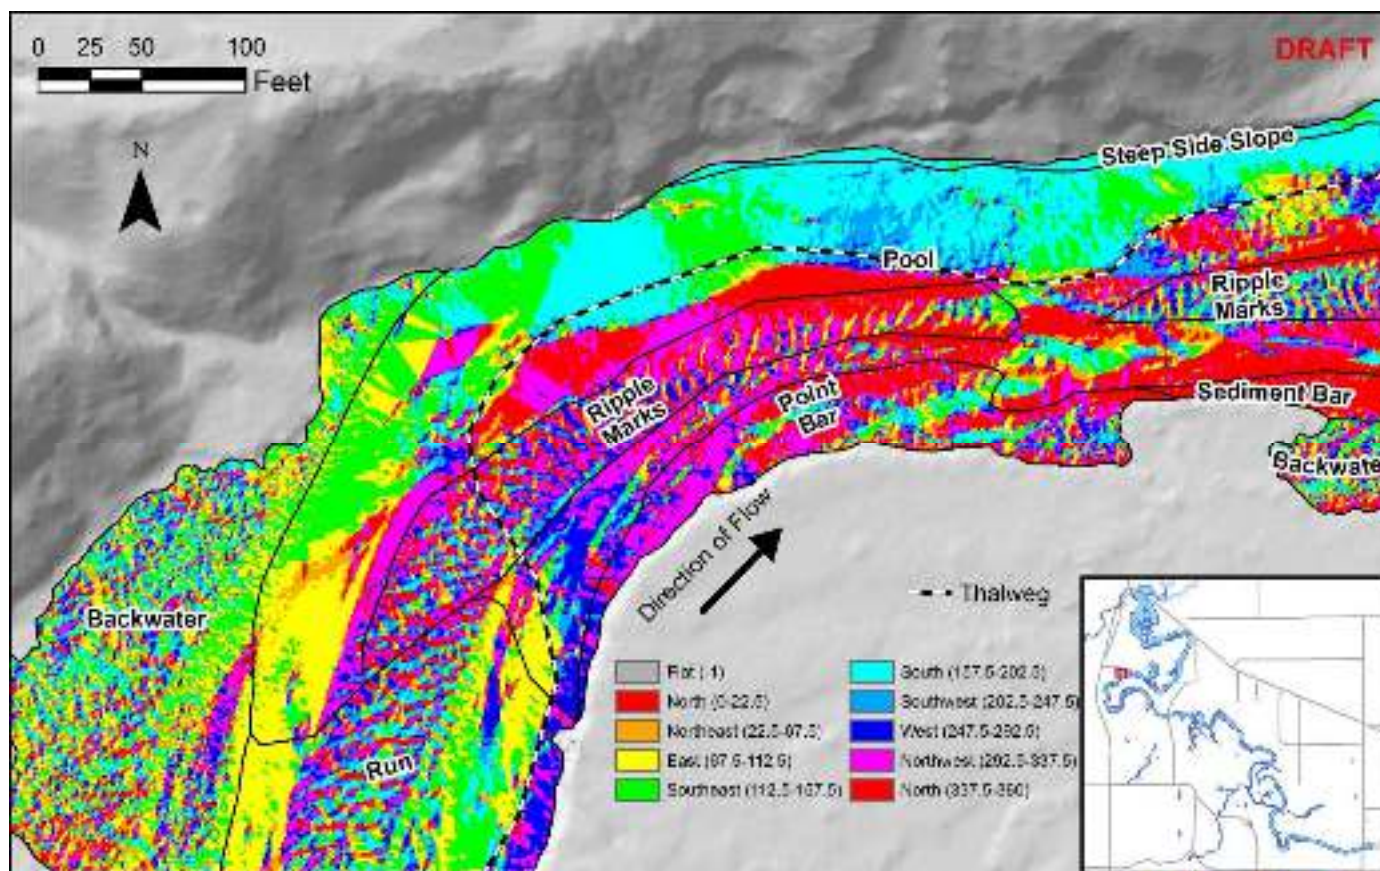 0 25 50 100
Feet
DRAFT
N
Steep Side Slope
Pool
Ripple
Marks
Ripple
Marks
Point
Bar
Sediment Bar
Backwate
Direction of Flow
Thalweg
Backwater
Run
Flat (-1)
North (0-22.5)
Northeast (22.5-67.5)
East (67.5-112.5)
Southeast (112.5-157.5)
South (157.5-202.5)
Southwest (202.5-247.5)
West (247.5-292.5)
Northwest (292.5-337.5)
North (337.5-360)